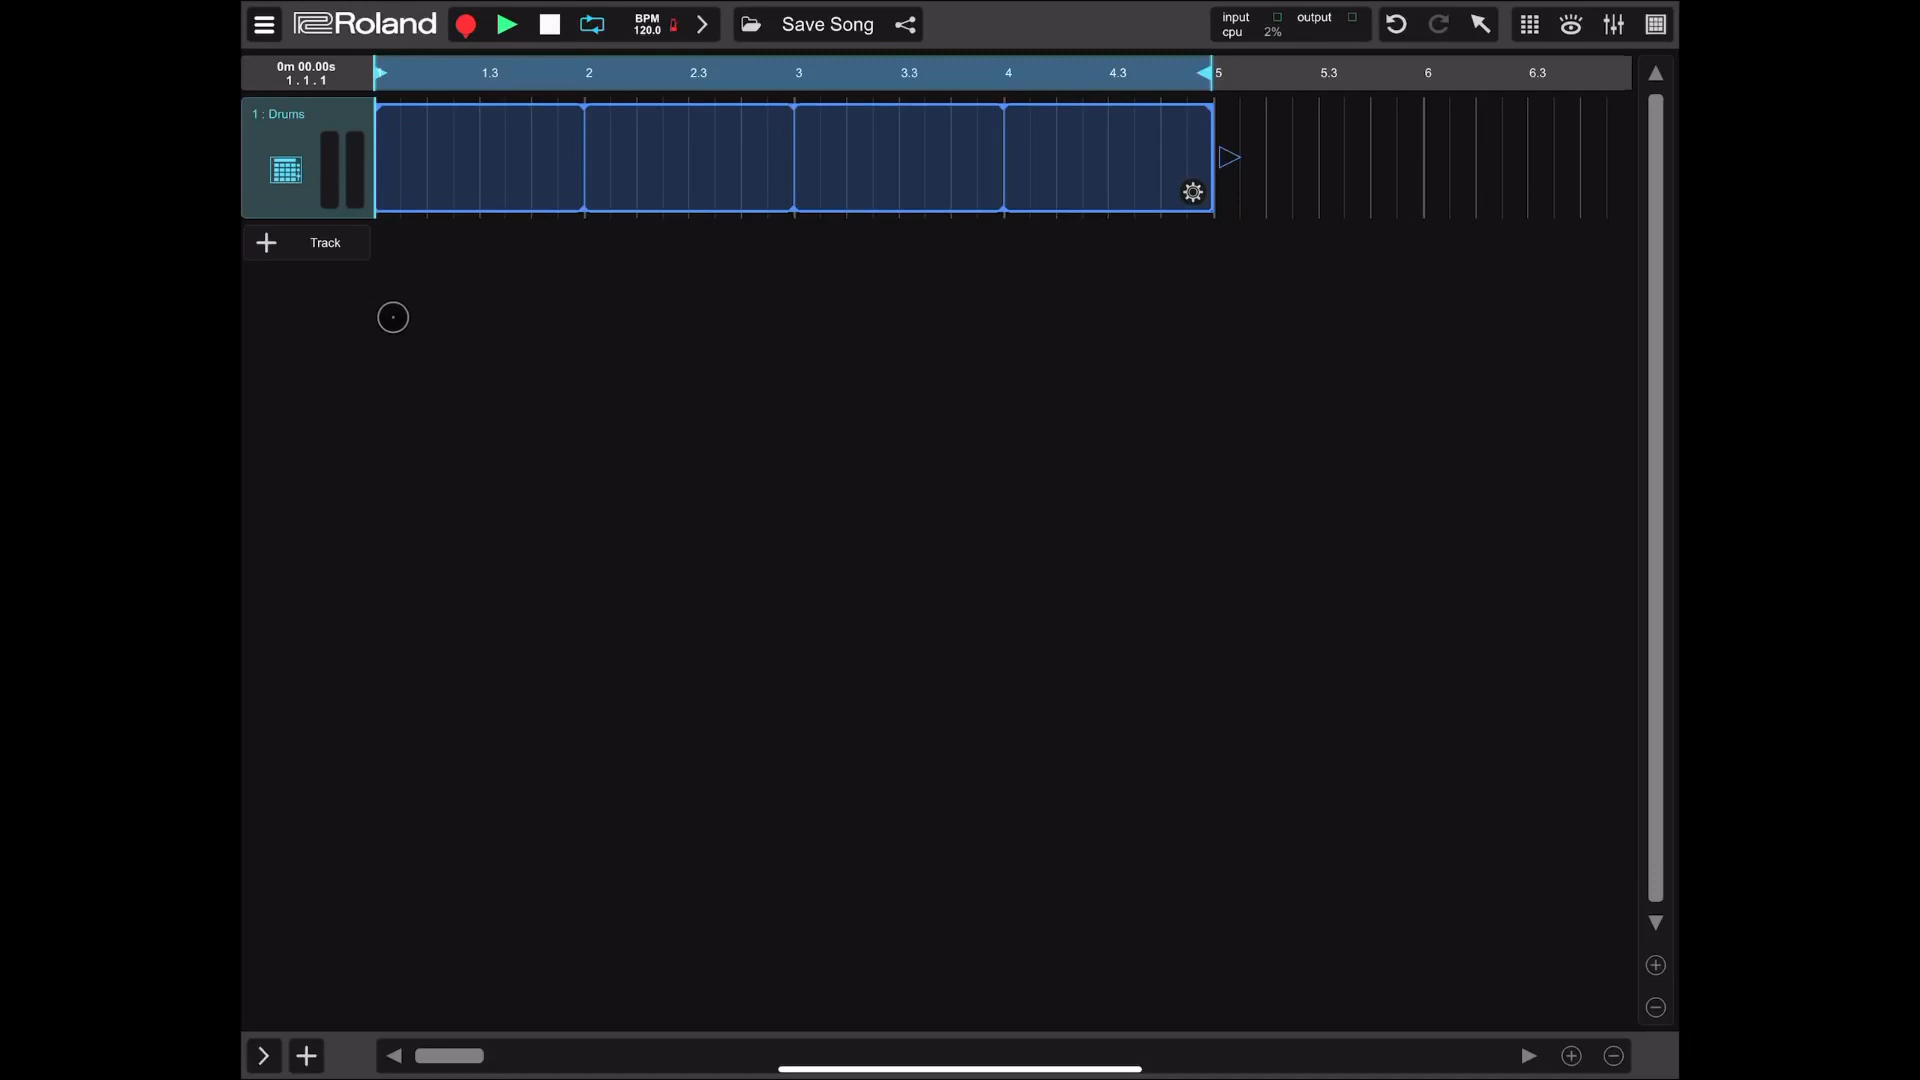 Roland
BPM
120.0
Save Song
input
output
cpu
2%
0m 00.00s
1 . 1 . 1
1.3
2
2.3
3
3.3
4
4.3
5
5.3
6
6.3
1 : Drums
Track